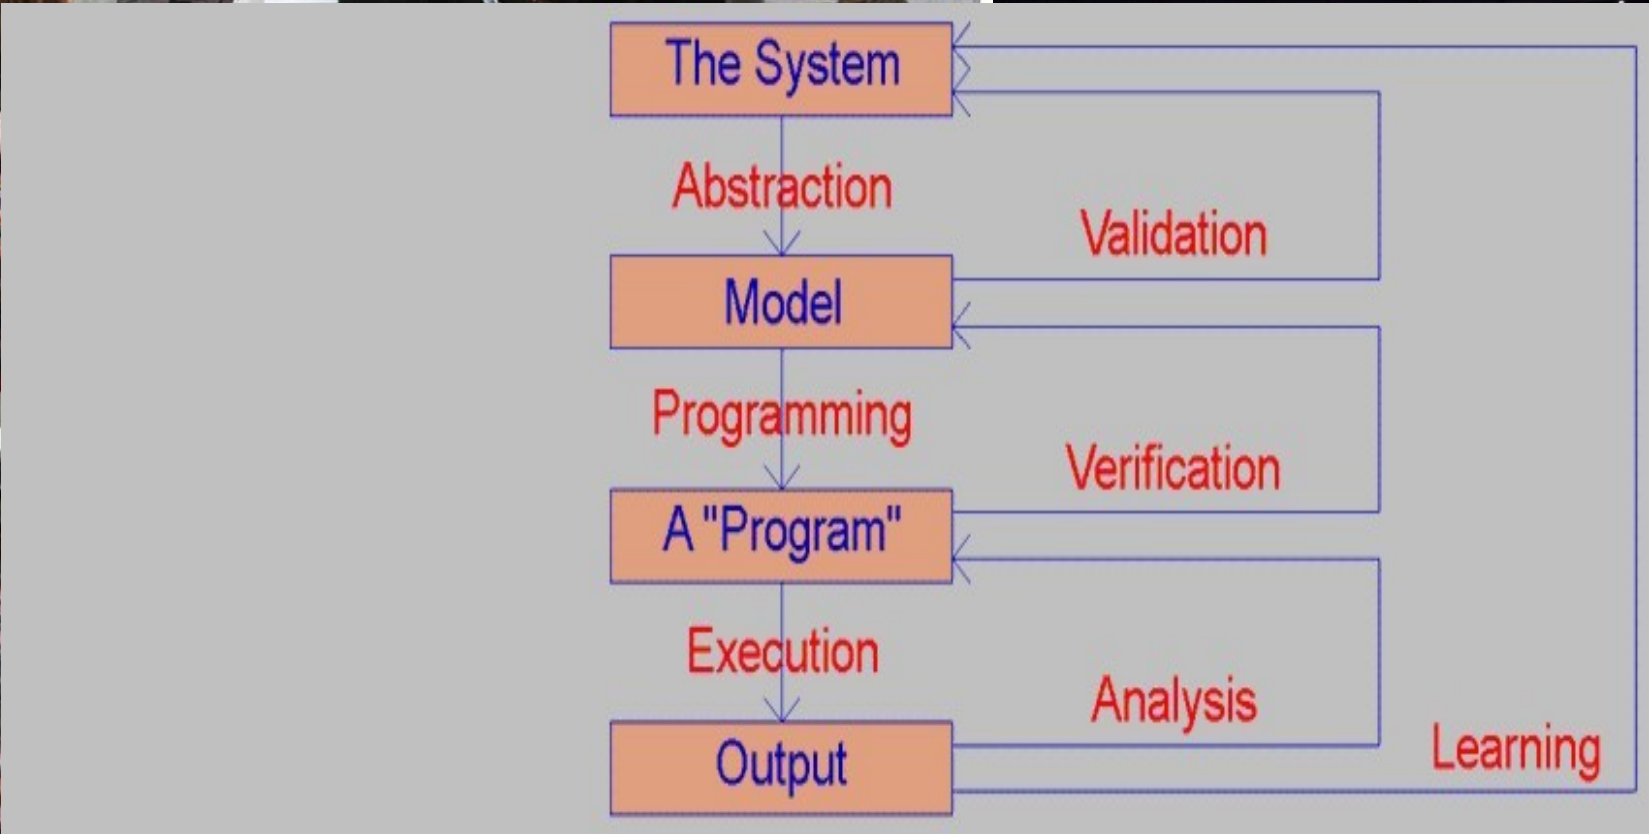 The System
Abstraction
Validation
Model
Programming
Verification
A "Program"
Execution
Analysis
Learning
Output